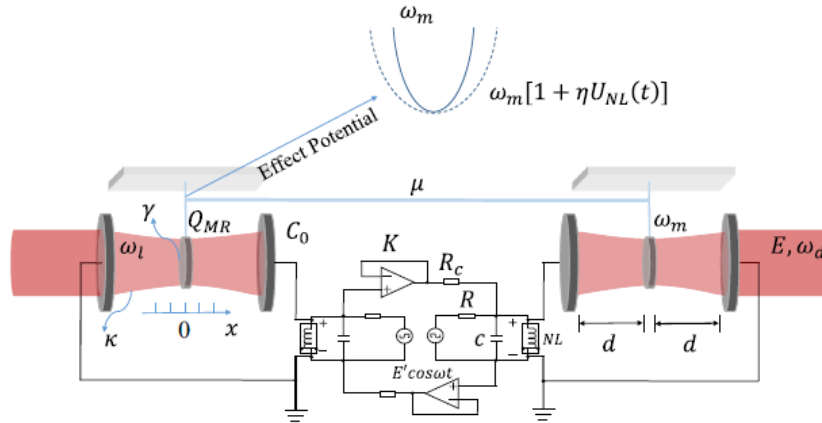 ω_m
ω_m[1 + ηU_NL(t)]
Effect Potential
μ
γ
Q_MR
ω_l
C_0
K
R_c
ω_m
E, ω_d
R
+
−
+
−
+
−
c
+
−
NL
κ
0
x
d
d
E'cosωt
+
−